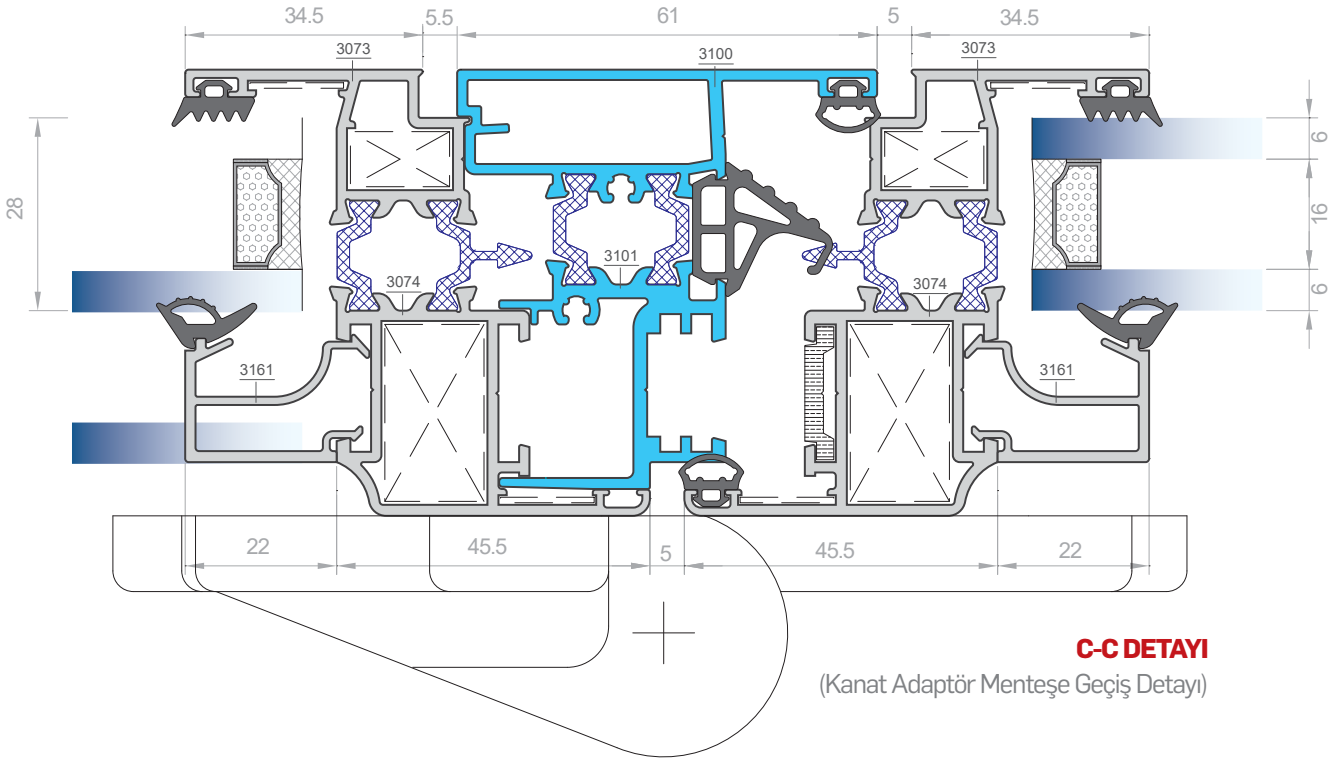 34.5 5.5 61 5 34.5
3073 3100 3073
28
6
16
6
3101
3074 3074
3161 3161
22 45.5 5 45.5 22
C-C DETAYI
(Kanat Adaptör Menteşe Geçiş Detayı)